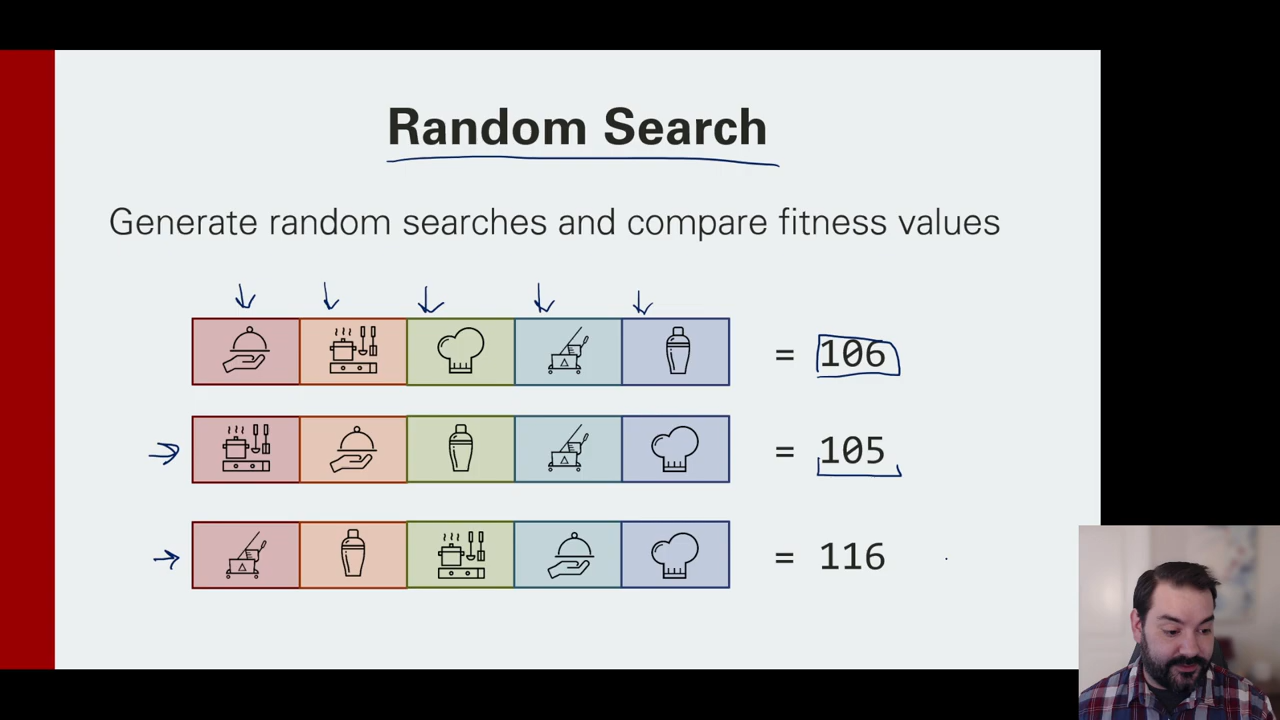 Random Search
Generate random searches and compare fitness values
= 106
= 105
= 116